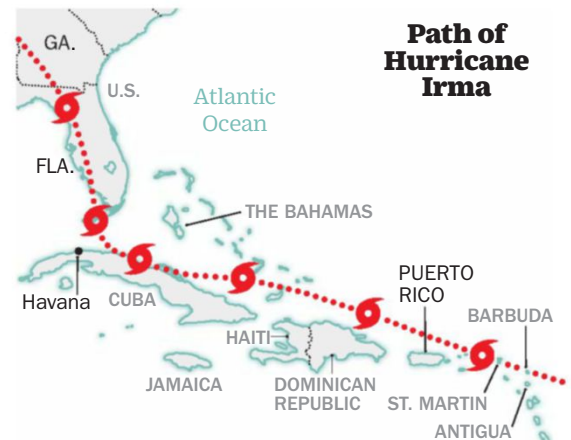 Path of
Hurricane
Irma
GA.
U.S.
Atlantic
Ocean
FLA.
THE BAHAMAS
Havana
CUBA
PUERTO
RICO
BARBUDA
HAITI
JAMAICA
DOMINICAN
REPUBLIC
ST. MARTIN
ANTIGUA